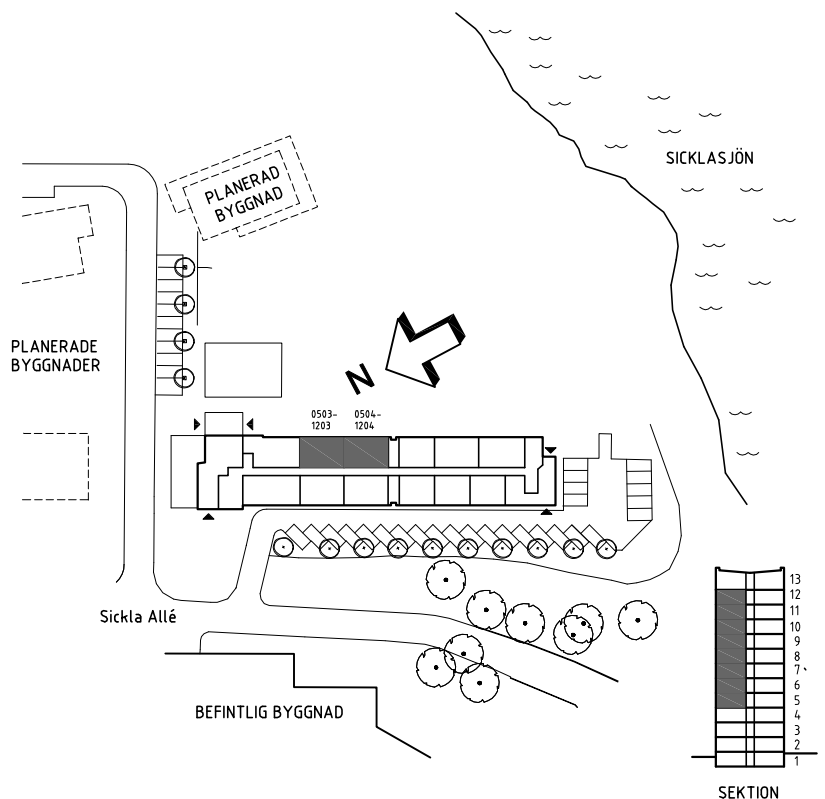 SICKLASJÖN
PLANERAD
BYGGNAD
PLANERADE
BYGGNADER
N
0503-
1203
0504-
1204
Sickla Allé
BEFINTLIG BYGGNAD
13
12
11
10
9
8
7
6
5
4
3
2
1
SEKTION